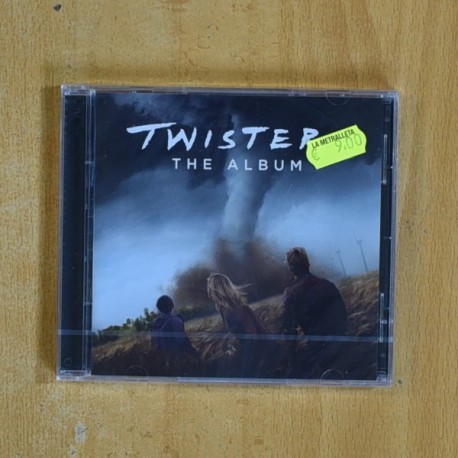 TWISTER
THE ALBUM
LA METRALLETA
€ 9.00